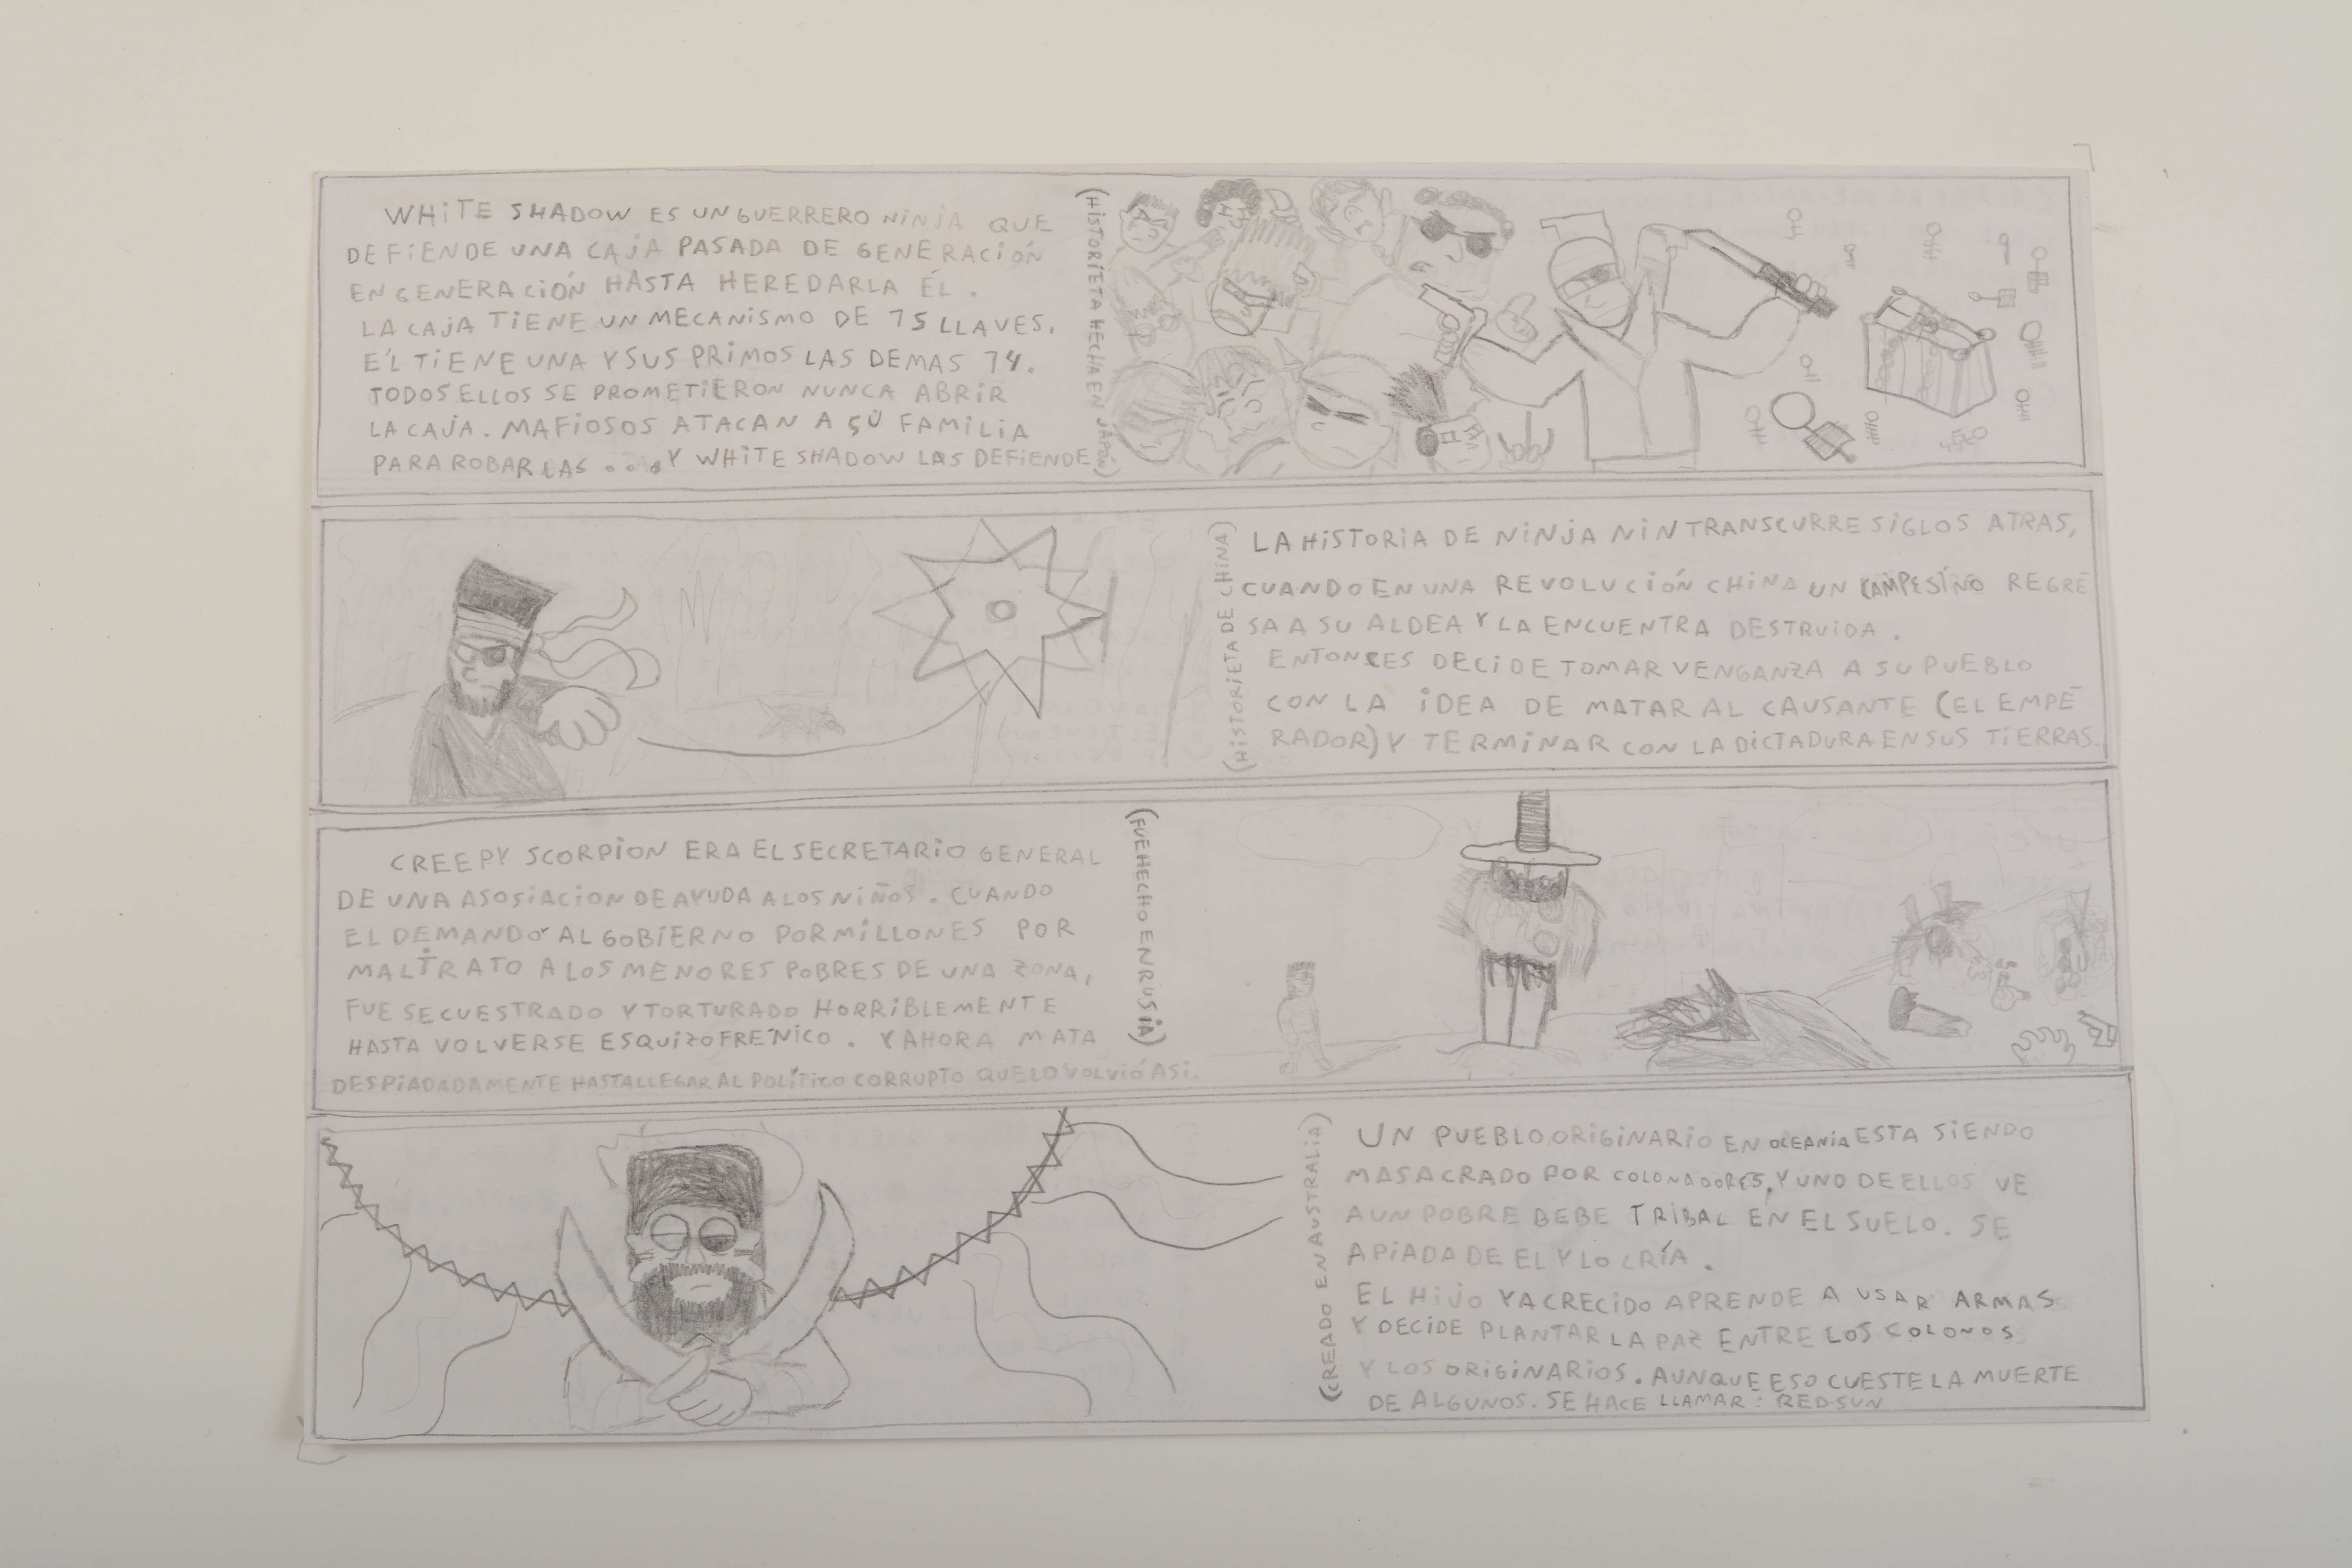 WHITE SHADOW ES UN GUERRERO NINJA QUE
DEFIENDE UNA CAJA PASADA DE GENERACIÓN
EN GENERACIÓN HASTA HEREDARLA ÉL.
LA CAJA TIENE UN MECANISMO DE 75 LLAVES.
ÉL TIENE UNA Y SUS PRIMOS LAS DEMAS 74.
TODOS ELLOS SE PROMETIERON NUNCA ABRIR
LA CAJA. MAFIOSOS ATACAN A SU FAMILIA
PARA ROBARLAS ... Y WHITE SHADOW LAS DEFIENDE
(HISTORIETA HECHA EN JAPÓN)
(HISTORIETA DE CHINA)
LA HISTORIA DE NINJA NIN TRANSCURRE SIGLOS ATRAS,
CUANDO EN UNA REVOLUCIÓN CHINA UN CAMPESINO REGRE
SA A SU ALDEA Y LA ENCUENTRA DESTRUIDA.
ENTONCES DECIDE TOMAR VENGANZA A SU PUEBLO
CON LA IDEA DE MATAR AL CAUSANTE (EL EMPE
RADOR) Y TERMINAR CON LA DICTADURA EN SUS TIERRAS.
CREEPY SCORPION ERA EL SECRETARIO GENERAL
DE UNA ASOSIACION DE AYUDA A LOS NIÑOS. CUANDO
EL DEMANDO AL GOBIERNO POR MILLONES POR
MALTRATO A LOS MENORES POBRES DE UNA ZONA,
FUE SECUESTRADO Y TORTURADO HORRIBLEMENTE
HASTA VOLVERSE ESQUIZOFRÉNICO. Y AHORA MATA
DESPIADADAMENTE HASTA LLEGAR AL POLÍTICO CORRUPTO QUE LO VOLVIÓ ASI.
(FUE HECHO EN RUSIA)
(CREADO EN AUSTRALIA)
UN PUEBLO ORIGINARIO EN OCEANIA ESTA SIENDO
MASACRADO POR COLONADORES, Y UNO DE ELLOS VE
A UN POBRE BEBE TRIBAL EN EL SUELO. SE
APIADA DE EL Y LO CRÍA.
EL HIJO YA CRECIDO APRENDE A USAR ARMAS
Y DECIDE PLANTAR LA PAZ ENTRE LOS COLONOS
Y LOS ORIGINARIOS. AUNQUE ESO CUESTE LA MUERTE
DE ALGUNOS. SE HACE LLAMAR: RED SUN